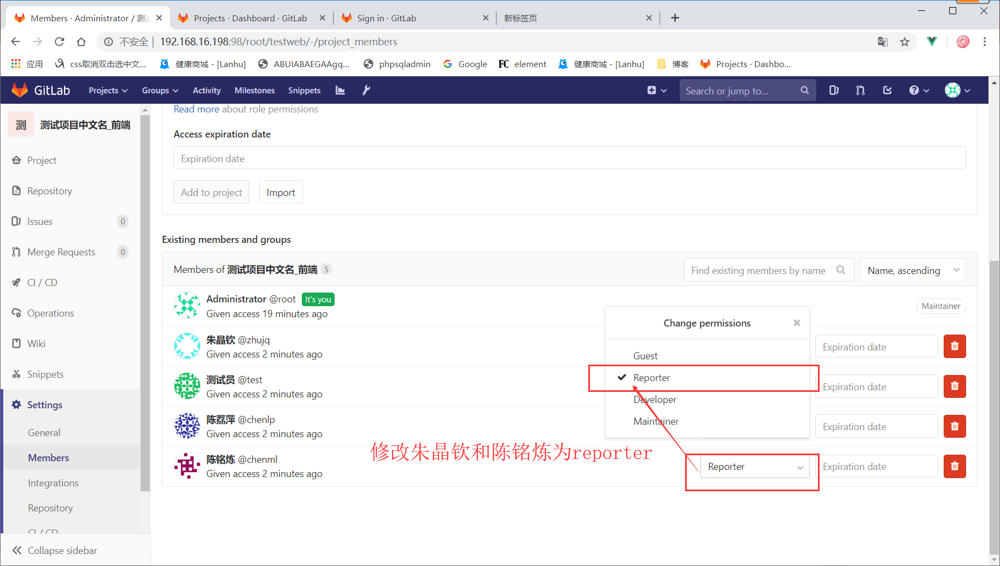 Members · Administrator / 测试
Projects · Dashboard · GitLab
Sign in · GitLab
新标签页
不安全 | 192.168.16.198:98/root/testweb/-/project_members
应用
css取消双击选中文...
健康商城 - [Lanhu]
ABUIABAEGAAgq...
phpsqladmin
Google
FC element
健康商城 - [Lanhu]
博客
Projects · Dashbo...
GitLab
Projects
Groups
Activity
Milestones
Snippets
Search or jump to...
测
测试项目中文名_前端
Project
Repository
Issues 0
Merge Requests 0
CI / CD
Operations
Wiki
Snippets
Settings
General
Members
Integrations
Repository
CI / CD
Collapse sidebar
Read more about role permissions
Access expiration date
Expiration date
Add to project
Import
Existing members and groups
Members of 测试项目中文名_前端 5
Find existing members by name
Name, ascending
Administrator @root It's you
Given access 19 minutes ago
Maintainer
朱晶钦 @zhujq
Given access 2 minutes ago
Expiration date
测试员 @test
Given access 2 minutes ago
Expiration date
陈荔萍 @chenlp
Given access 2 minutes ago
Expiration date
陈铭炼 @chenml
Given access 2 minutes ago
Reporter
Expiration date
Change permissions
Guest
Reporter
Developer
Maintainer
修改朱晶钦和陈铭炼为reporter